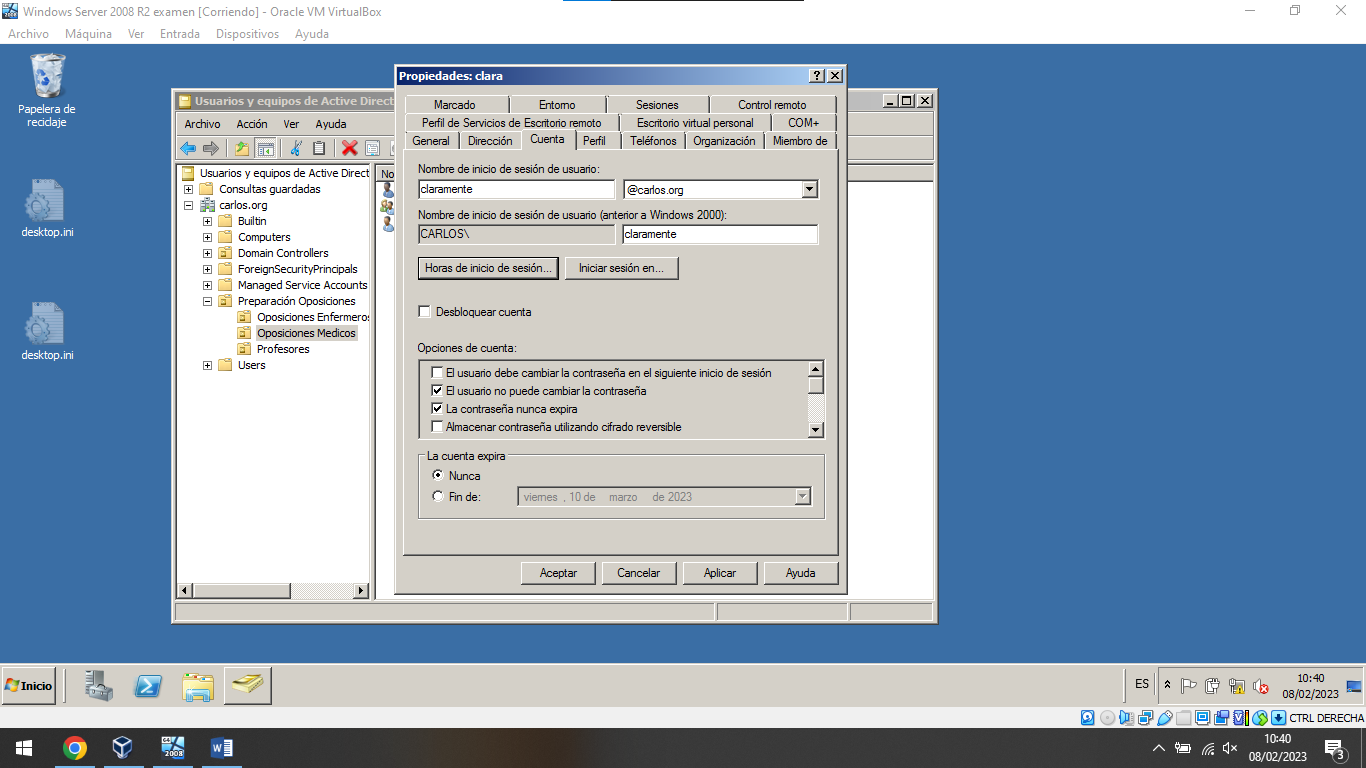 Windows Server 2008 R2 examen [Corriendo] - Oracle VM VirtualBox
Archivo Máquina Ver Entrada Dispositivos Ayuda
Papelera de
reciclaje
desktop.ini
desktop.ini
Usuarios y equipos de Active Direct
Archivo Acción Ver Ayuda
Usuarios y equipos de Active Direct
Consultas guardadas
carlos.org
Builtin
Computers
Domain Controllers
ForeignSecurityPrincipals
Managed Service Accounts
Preparación Oposiciones
Oposiciones Enfermeros
Oposiciones Medicos
Profesores
Users
No
Propiedades: clara
Marcado Entorno Sesiones Control remoto
Perfil de Servicios de Escritorio remoto Escritorio virtual personal COM+
General Dirección Cuenta Perfil Teléfonos Organización Miembro de
Nombre de inicio de sesión de usuario:
claramente @carlos.org
Nombre de inicio de sesión de usuario (anterior a Windows 2000):
CARLOS\ claramente
Horas de inicio de sesión... Iniciar sesión en...
Desbloquear cuenta
Opciones de cuenta:
El usuario debe cambiar la contraseña en el siguiente inicio de sesión
El usuario no puede cambiar la contraseña
La contraseña nunca expira
Almacenar contraseña utilizando cifrado reversible
La cuenta expira
Nunca
Fin de: viernes , 10 de marzo de 2023
Aceptar Cancelar Aplicar Ayuda
Inicio
ES
10:40
08/02/2023
CTRL DERECHA
2008
10:40
08/02/2023
3